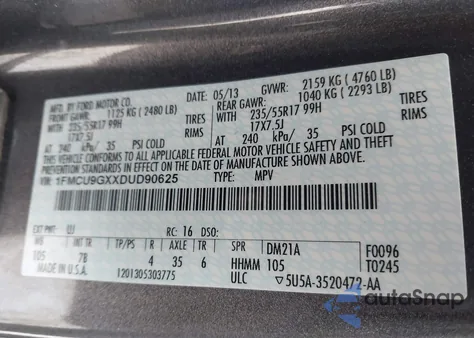 MFD. BY FORD MOTOR CO.
DATE: 05/13 GVWR: 2159 KG ( 4760 LB)
FRONT GAWR: 1125 KG ( 2480 LB) REAR GAWR: 1040 KG ( 2293 LB)
WITH 235/55R17 99H WITH 235/55R17 99H
17X7.5J 17X7.5J
AT 240 kPa/ 35 PSI COLD AT 240 kPa/ 35 PSI COLD
THIS VEHICLE CONFORMS TO ALL APPLICABLE FEDERAL MOTOR VEHICLE SAFETY AND THEFT PREVENTION STANDARDS IN EFFECT ON THE DATE OF MANUFACTURE SHOWN ABOVE.
VIN: 1FMCU9GXXDUD90625 TYPE: MPV
EXT PNT: UJ RC: 16 DSO:
WB INT TR TP/PS R AXLE TR SPR DM21A F0096
105 7B 4 35 6 HHMM 105 T0245
MADE IN U.S.A. 1201305303775 ULC ▽5U5A-3520472-AA
autoSnap